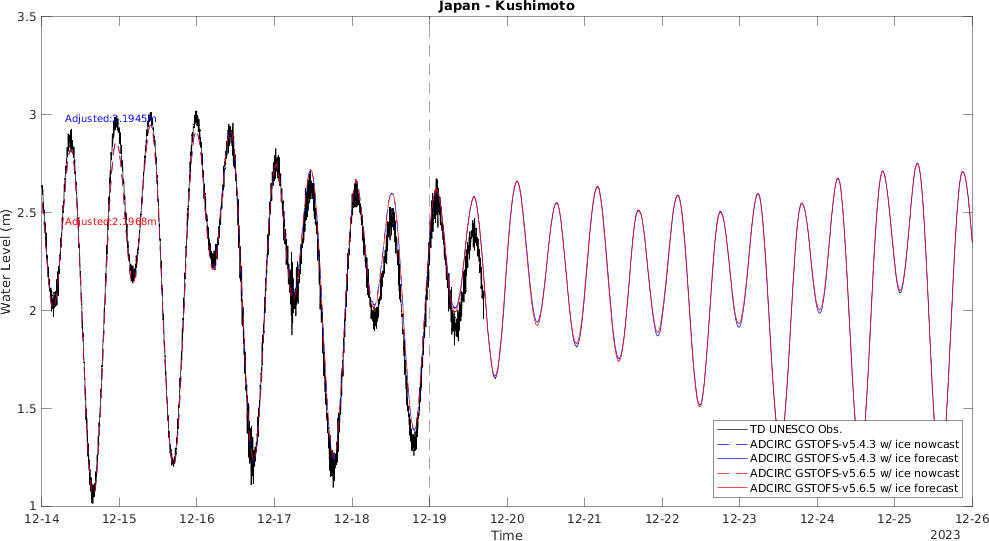 Japan - Kushimoto
3.5
3
2.5
2
1.5
1
Water Level (m)
Adjusted:2.1945m
Adjusted:2.1968m
TD UNESCO Obs.
ADCIRC GSTOFS-v5.4.3 w/ ice nowcast
ADCIRC GSTOFS-v5.4.3 w/ ice forecast
ADCIRC GSTOFS-v5.6.5 w/ ice nowcast
ADCIRC GSTOFS-v5.6.5 w/ ice forecast
12-14 12-15 12-16 12-17 12-18 12-19 12-20 12-21 12-22 12-23 12-24 12-25 12-26
Time
2023